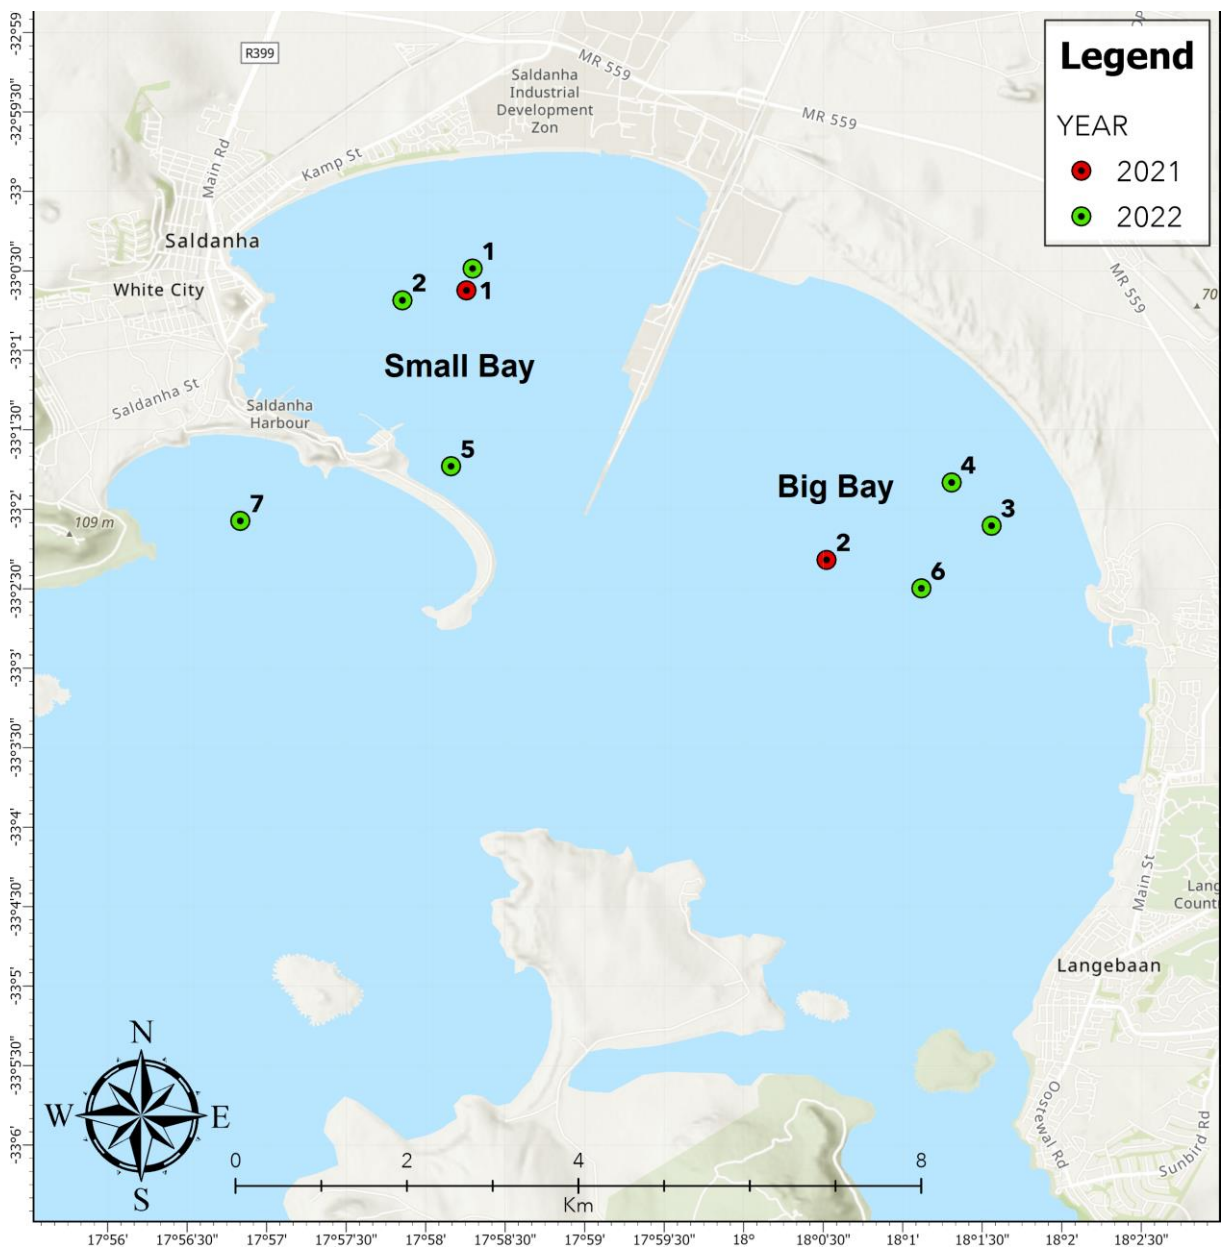 Legend
YEAR
2021
2022
R399
MR 559
Saldanha
Industrial
Development
Zon
MR 559
Main Rd
Kamp St
Saldanha
White City
1
1
2
MR 559
70
Small Bay
Saldanha St
Saldanha
Harbour
5
4
Big Bay
3
7
109 m
2
6
Main St
Lang
Count
Langebaan
Oostewal Rd
Sunbird Rd
N
W
E
S
0
2
4
8
Km
-32°59
-32°59'30"
-33°
-33°0'30"
-33°1'
-33°1'30"
-33°2'
-33°2'30"
-33°3'
-33°3'30"
-33°4'
-33°4'30"
-33°5'
-33°5'30"
-33°6'
17°56'
17°56'30"
17°57'
17°57'30"
17°58'
17°58'30"
17°59'
17°59'30"
18°
18°0'30"
18°1'
18°1'30"
18°2'
18°2'30"